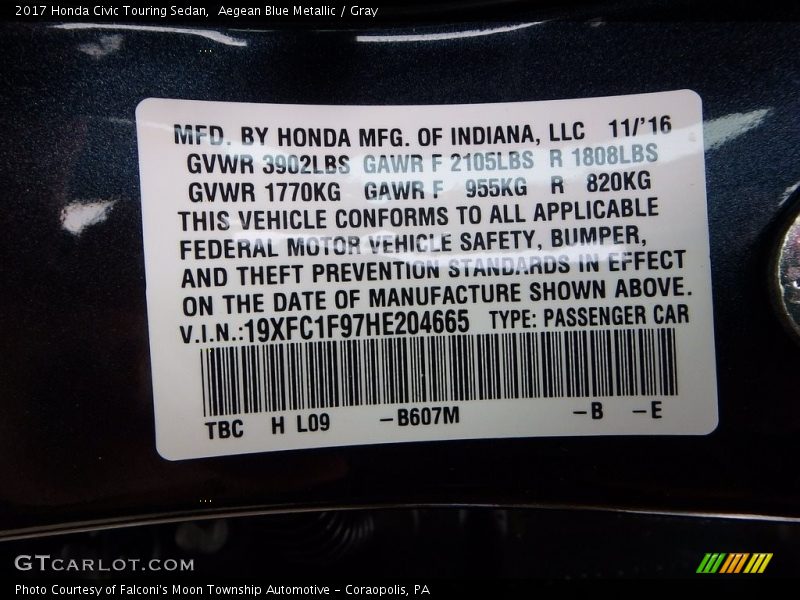 2017 Honda Civic Touring Sedan,  Aegean Blue Metallic / Gray
MFD. BY HONDA MFG. OF INDIANA, LLC 11/'16
GVWR 3902LBS GAWR F 2105LBS R 1808LBS
GVWR 1770KG GAWR F 955KG R 820KG
THIS VEHICLE CONFORMS TO ALL APPLICABLE
FEDERAL MOTOR VEHICLE SAFETY, BUMPER,
AND THEFT PREVENTION STANDARDS IN EFFECT
ON THE DATE OF MANUFACTURE SHOWN ABOVE.
V.I.N.:19XFC1F97HE204665 TYPE: PASSENGER CAR
TBC H L09 -B607M -B -E
GTCARLOT.COM
Photo Courtesy of Falconi's Moon Township Automotive - Coraopolis, PA